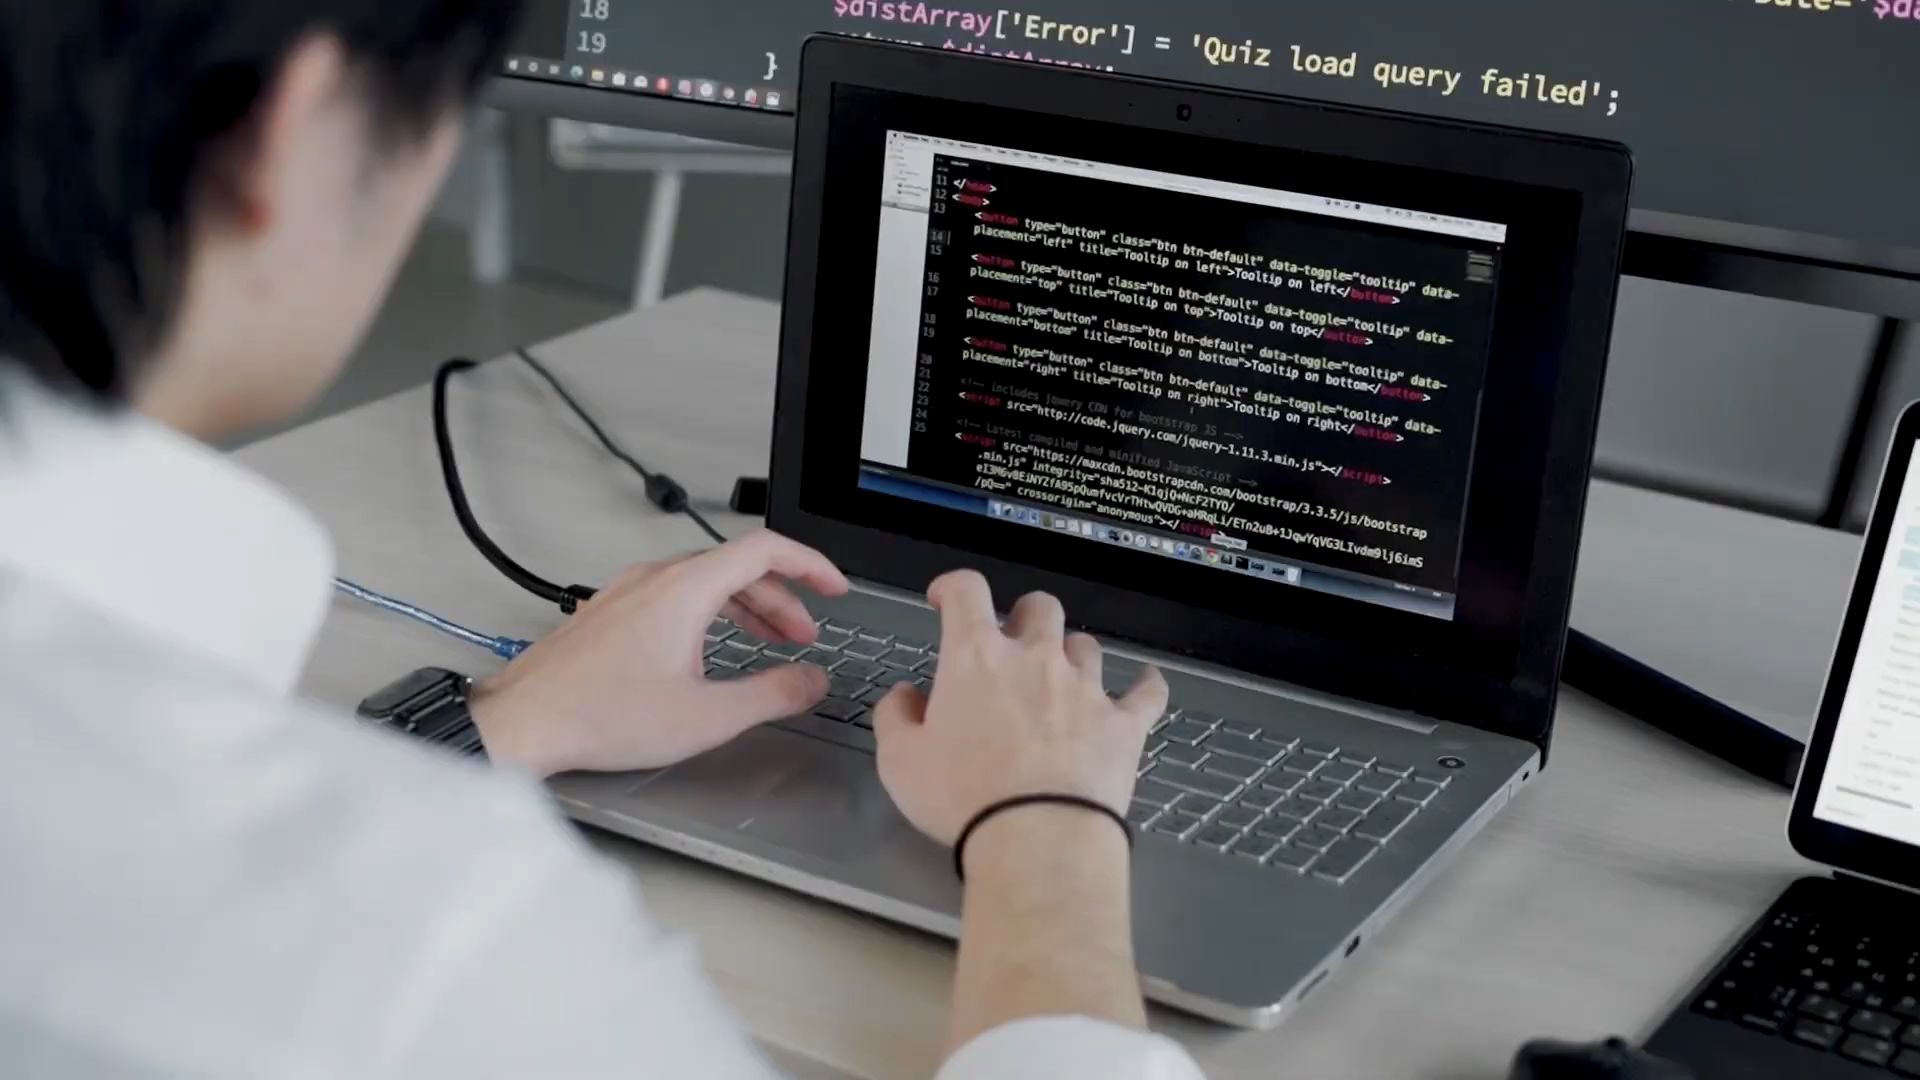 18
$distArray['Error'] = 'Quiz load query failed';
19
}
11 </head>
12 <body>
13
<button type="button" class="btn btn-default" data-toggle="tooltip" data-
14 placement="left" title="Tooltip on left">Tooltip on left</button>
15
<button type="button" class="btn btn-default" data-toggle="tooltip" data-
16 placement="top" title="Tooltip on top">Tooltip on top</button>
17
<button type="button" class="btn btn-default" data-toggle="tooltip" data-
18 placement="bottom" title="Tooltip on bottom">Tooltip on bottom</button>
19
<button type="button" class="btn btn-default" data-toggle="tooltip" data-
20 placement="right" title="Tooltip on right">Tooltip on right</button>
21
22 <!-- includes jquery CDN for bootstrap JS -->
23 <script src="http://code.jquery.com/jquery-1.11.3.min.js"></script>
24 <!-- Latest compiled and minified JavaScript -->
25 <script src="https://maxcdn.bootstrapcdn.com/bootstrap/3.3.5/js/bootstrap
.min.js" integrity="sha512-
crossorigin="anonymous"></script>